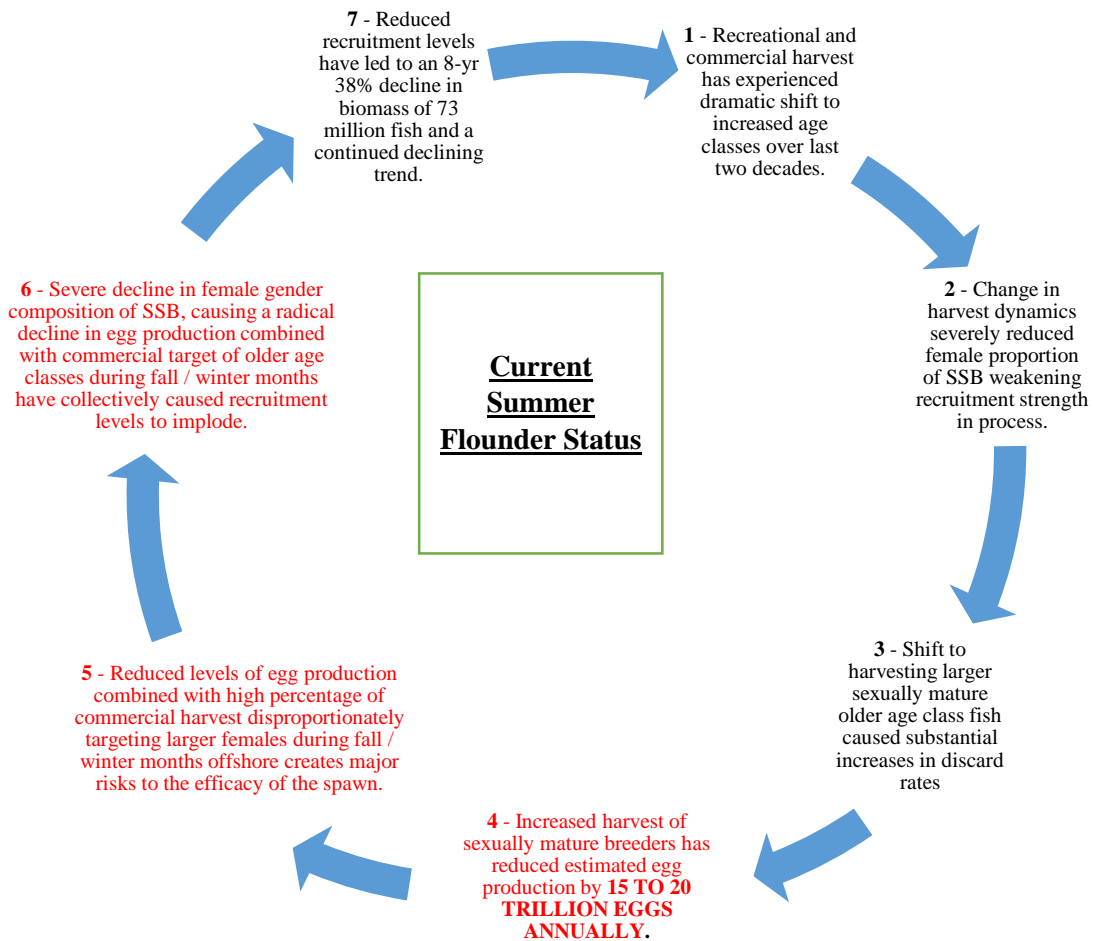 7 - Reduced
recruitment levels
have led to an 8-yr
38% decline in
biomass of 73
million fish and a
continued declining
trend.
1 - Recreational and
commercial harvest
has experienced
dramatic shift to
increased age
classes over last
two decades.
2 - Change in
harvest dynamics
severely reduced
female proportion
of SSB weakening
recruitment strength
in process.
3 - Shift to
harvesting larger
sexually mature
older age class fish
caused substantial
increases in discard
rates
4 - Increased harvest of
sexually mature breeders has
reduced estimated egg
production by 15 TO 20
TRILLION EGGS
ANNUALLY.
5 - Reduced levels of egg production
combined with high percentage of
commercial harvest disproportionately
targeting larger females during fall /
winter months offshore creates major
risks to the efficacy of the spawn.
6 - Severe decline in female gender
composition of SSB, causing a radical
decline in egg production combined
with commercial target of older age
classes during fall / winter months
have collectively caused recruitment
levels to implode.
Current
Summer
Flounder Status